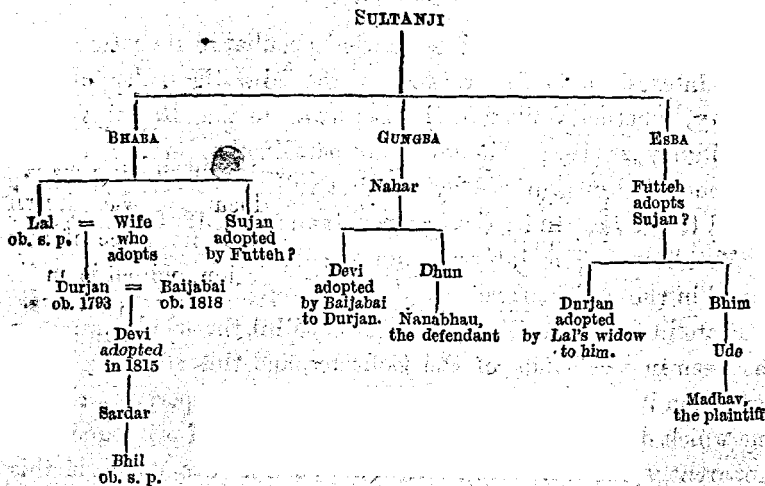 SULTANJI
BHABA
GUNGBA
ESBA
Nahar
Futteh
adopts
Sujan?
Lal = Wife
ob. s. p. who
adopts
Sujan
adopted
by Futteh?
Durjan = Baijabai
ob. 1793 ob. 1818
Devi
adopted
by Baijabai
to Durjan.
Dhun
Nanabhau,
the defendant
Durjan
adopted
by Lal's widow
to him.
Bhim
Ude
Madhav,
the plaintiff
Devi
adopted
in 1815
Sardar
Bhil
ob. s. p.